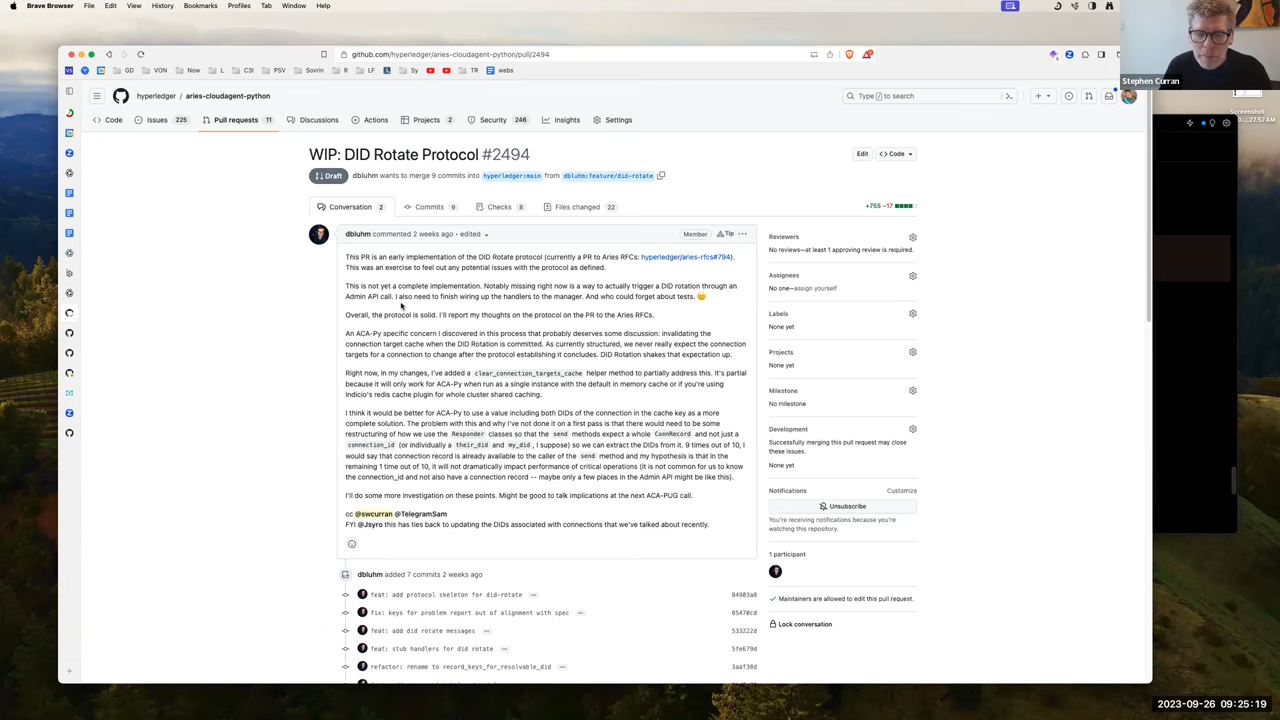 Brave Browser File Edit View History Bookmarks Profiles Tab Window Help
github.com/hyperledger/aries-cloudagent-python/pull/2494
GD VON Now L C3I PSV Sovrin R LF Sy TR webs
Stephen Curran
hyperledger / aries-cloudagent-python
Type / to search
Screenshot
Code Issues 225 Pull requests 11 Discussions Actions Projects 2 Security 246 Insights Settings
WIP: DID Rotate Protocol #2494
Edit <> Code
Draft dbluhm wants to merge 9 commits into hyperledger:main from dbluhm:feature/did-rotate
Conversation 2 Commits 9 Checks 8 Files changed 22
+755 −17
dbluhm commented 2 weeks ago • edited
Member Tip
This PR is an early implementation of the DID Rotate protocol (currently a PR to Aries RFCs: hyperledger/aries-rfcs#794).
This was an exercise to feel out any potential issues with the protocol as defined.
This is not yet a complete implementation. Notably missing right now is a way to actually trigger a DID rotation through an
Admin API call. I also need to finish wiring up the handlers to the manager. And who could forget about tests. 😬
Overall, the protocol is solid. I'll report my thoughts on the protocol on the PR to the Aries RFCs.
An ACA-Py specific concern I discovered in this process that probably deserves some discussion: invalidating the
connection target cache when the DID Rotation is committed. As currently structured, we never really expect the connection
targets for a connection to change after the protocol establishing it concludes. DID Rotation shakes that expectation up.
Right now, in my changes, I've added a clear_connection_targets_cache helper method to partially address this. It's partial
because it will only work for ACA-Py when run as a single instance with the default in memory cache or if you're using
Indicio's redis cache plugin for whole cluster shared caching.
I think it would be better for ACA-Py to use a value including both DIDs of the connection in the cache key as a more
complete solution. The problem with this and why I've not done it on a first pass is that there would need to be some
restructuring of how we use the Responder classes so that the send methods expect a whole ConnRecord and not just a
connection_id (or individually a their_did and my_did, I suppose) so we can extract the DIDs from it. 9 times out of 10, I
would say that connection record is already available to the caller of the send method and my hypothesis is that in the
remaining 1 time out of 10, it will not dramatically impact performance of critical operations (it is not common for us to know
the connection_id and not also have a connection record -- maybe only a few places in the Admin API might be like this).
I'll do some more investigation on these points. Might be good to talk implications at the next ACA-PUG call.
cc @swcurran @TelegramSam
FYI @Jsyro this has ties back to updating the DIDs associated with connections that we've talked about recently.
dbluhm added 7 commits 2 weeks ago
feat: add protocol skeleton for did-rotate 84903a8
fix: keys for problem report out of alignment with spec 85470cd
feat: add did rotate messages 533222d
feat: stub handlers for did rotate 5fe679d
refactor: rename to record_keys_for_resolvable_did 3aaf38d
Reviewers
No reviews—at least 1 approving review is required.
Assignees
No one—assign yourself
Labels
None yet
Projects
None yet
Milestone
No milestone
Development
Successfully merging this pull request may close
these issues.
None yet
Notifications Customize
Unsubscribe
You're receiving notifications because you're
watching this repository.
1 participant
Maintainers are allowed to edit this pull request.
Lock conversation
2023-09-26 09:25:19